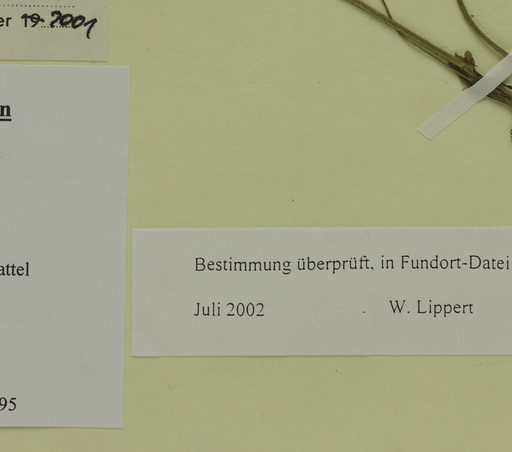 er 19 2001
n
attel
95
Bestimmung überprüft, in Fundort-Datei
Juli 2002 - W. Lippert